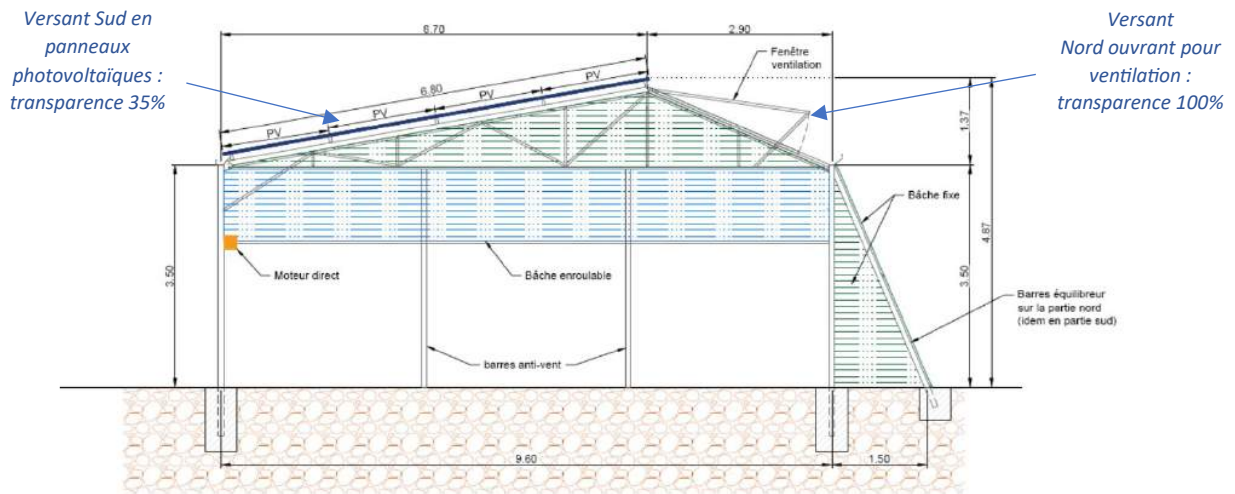 Versant Sud en
panneaux
photovoltaïques :
transparence 35%
Versant
Nord ouvrant pour
ventilation :
transparence 100%
6.70
2.90
Fenêtre
ventilation
6.80
PV
PV
PV
PV
1.37
Bâche fixe
Moteur direct
Bâche enroulable
3.50
3.50
4.87
Barres équilibreur
sur la partie nord
(idem en partie sud)
barres anti-vent
9.60
1.50